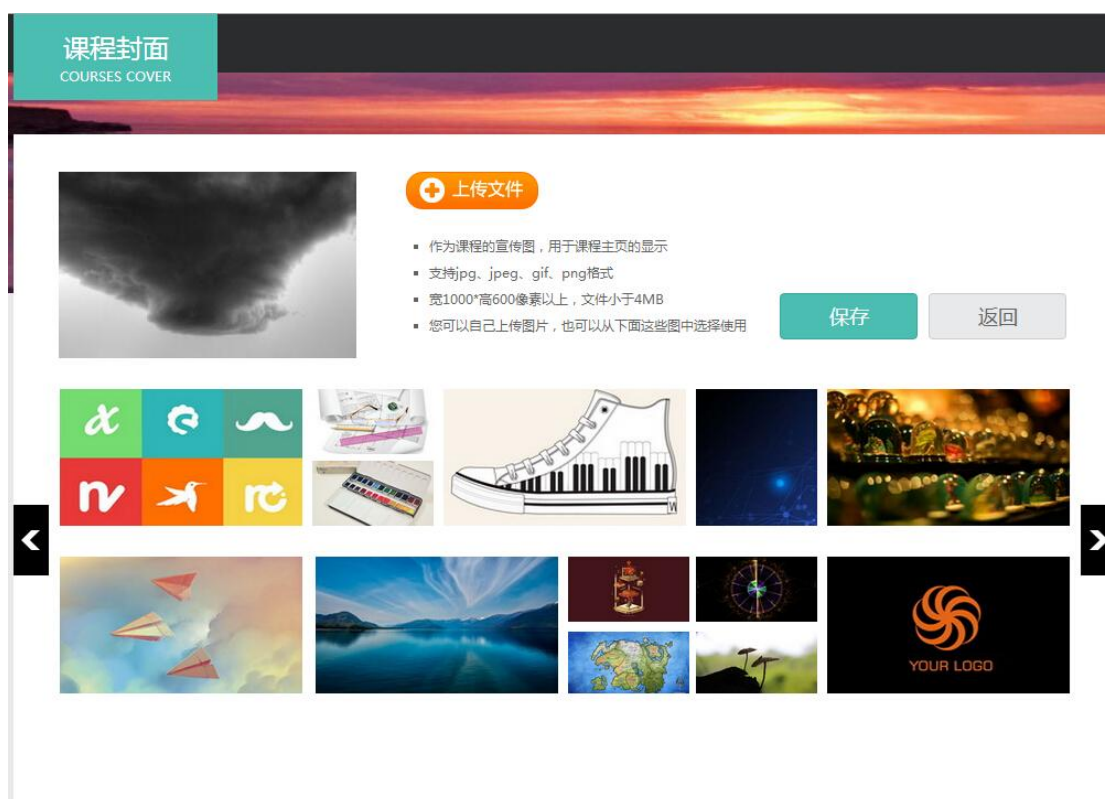 课程封面
COURSES COVER
上传文件
作为课程的宣传图，用于课程主页的显示
支持jpg、jpeg、gif、png格式
宽1000*高600像素以上，文件小于4MB
您可以自己上传图片，也可以从下面这些图中选择使用
保存
返回
YOUR LOGO